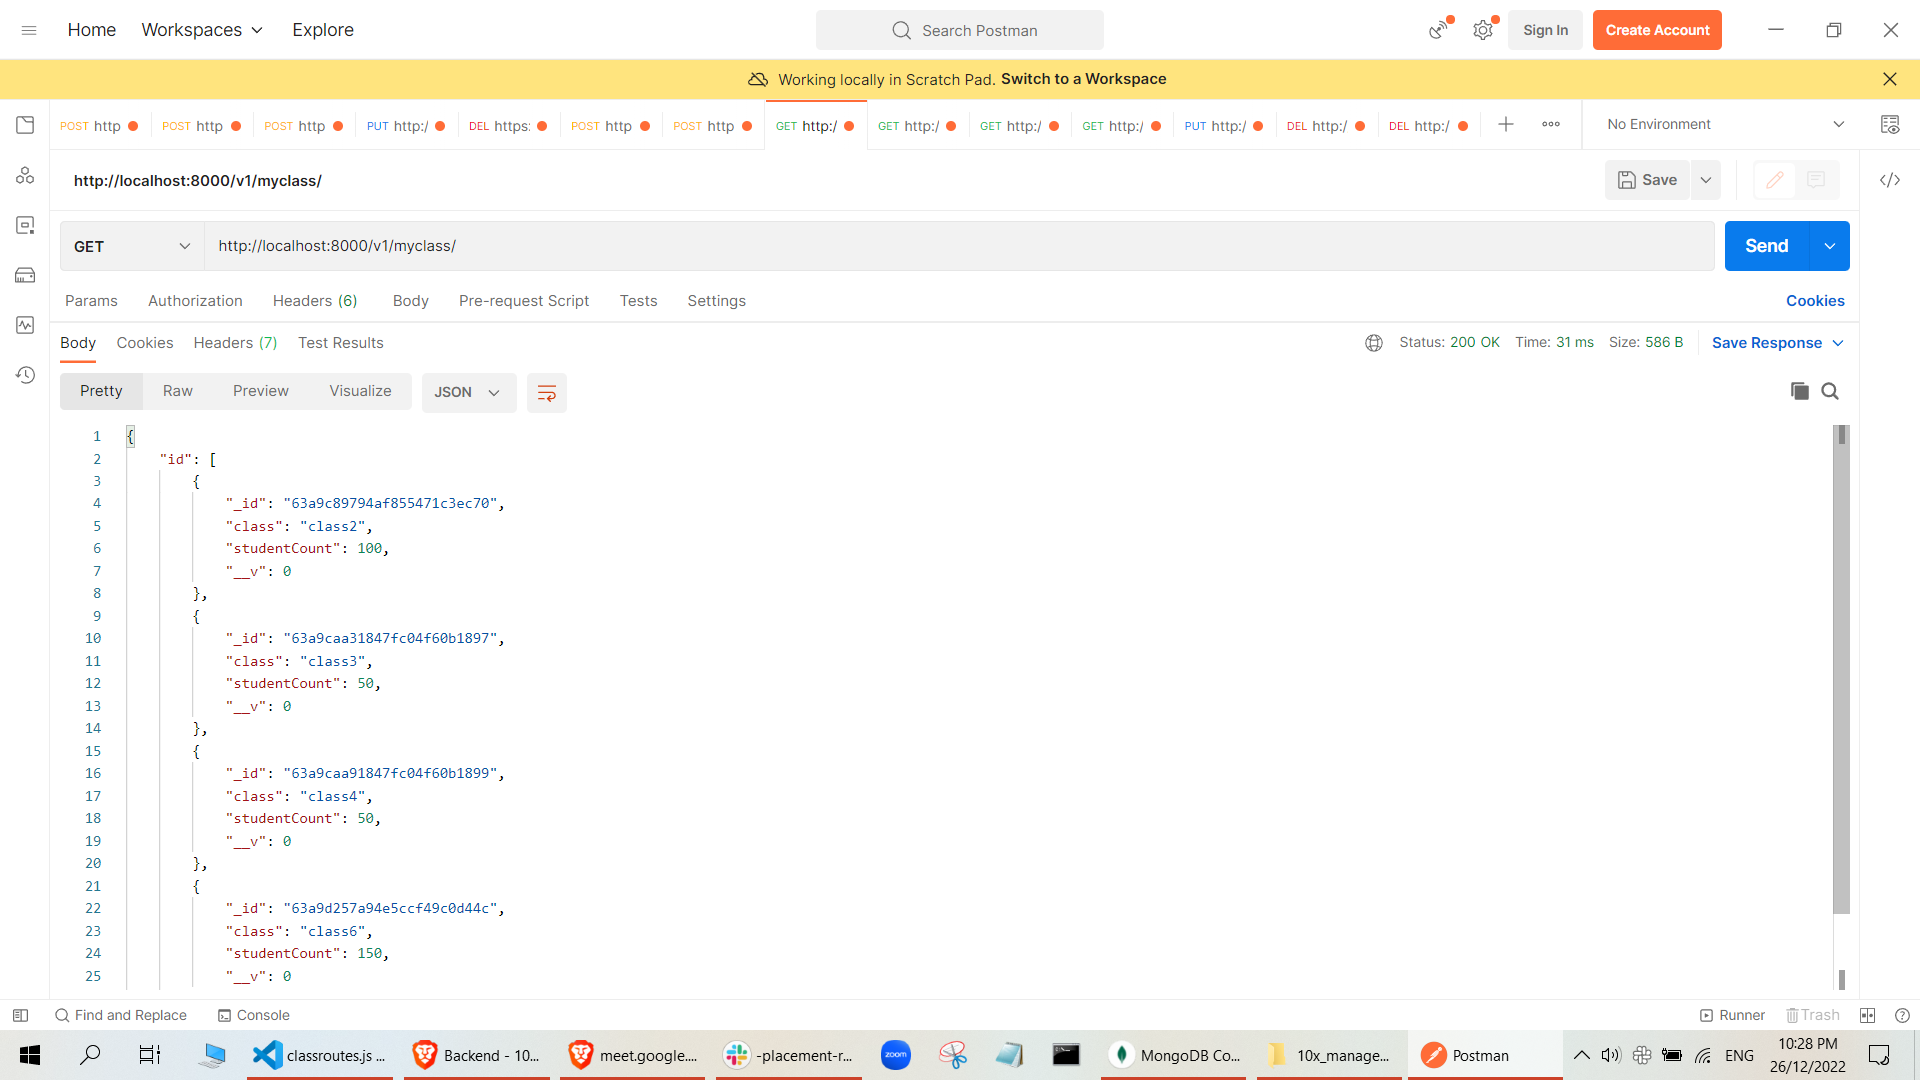 Home Workspaces Explore Search Postman Sign In Create Account
Working locally in Scratch Pad. Switch to a Workspace
POST http POST http POST http PUT http:/ DEL https: POST http POST http GET http:/ GET http:/ GET http:/ GET http:/ PUT http:/ DEL http:/ DEL http:/ No Environment
http://localhost:8000/v1/myclass/ Save
GET http://localhost:8000/v1/myclass/ Send
Params Authorization Headers (6) Body Pre-request Script Tests Settings Cookies
Body Cookies Headers (7) Test Results Status: 200 OK Time: 31 ms Size: 586 B Save Response
Pretty Raw Preview Visualize JSON
1 {
2 "id": [
3 {
4 "_id": "63a9c89794af855471c3ec70",
5 "class": "class2",
6 "studentCount": 100,
7 "__v": 0
8 },
9 {
10 "_id": "63a9caa31847fc04f60b1897",
11 "class": "class3",
12 "studentCount": 50,
13 "__v": 0
14 },
15 {
16 "_id": "63a9caa91847fc04f60b1899",
17 "class": "class4",
18 "studentCount": 50,
19 "__v": 0
20 },
21 {
22 "_id": "63a9d257a94e5ccf49c0d44c",
23 "class": "class6",
24 "studentCount": 150,
25 "__v": 0
Find and Replace Console Runner Trash
classroutes.js ... Backend - 10... meet.google.... -placement-r... zoom MongoDB Co... 10x_manage... Postman ENG 10:28 PM
26/12/2022